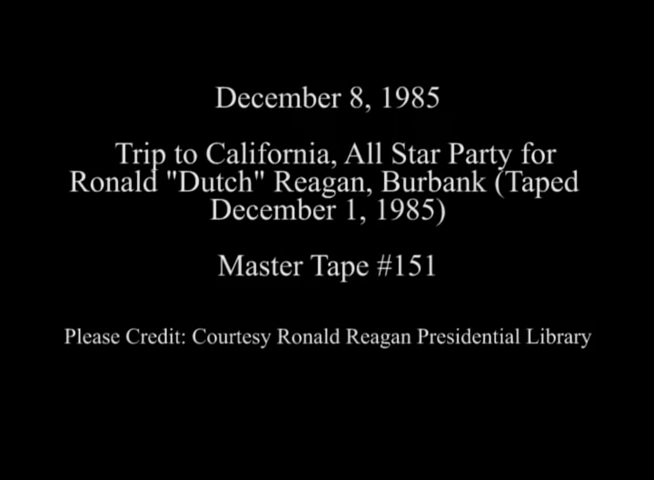 December 8, 1985
Trip to California, All Star Party for
Ronald "Dutch" Reagan, Burbank (Taped
December 1, 1985)
Master Tape #151
Please Credit: Courtesy Ronald Reagan Presidential Library